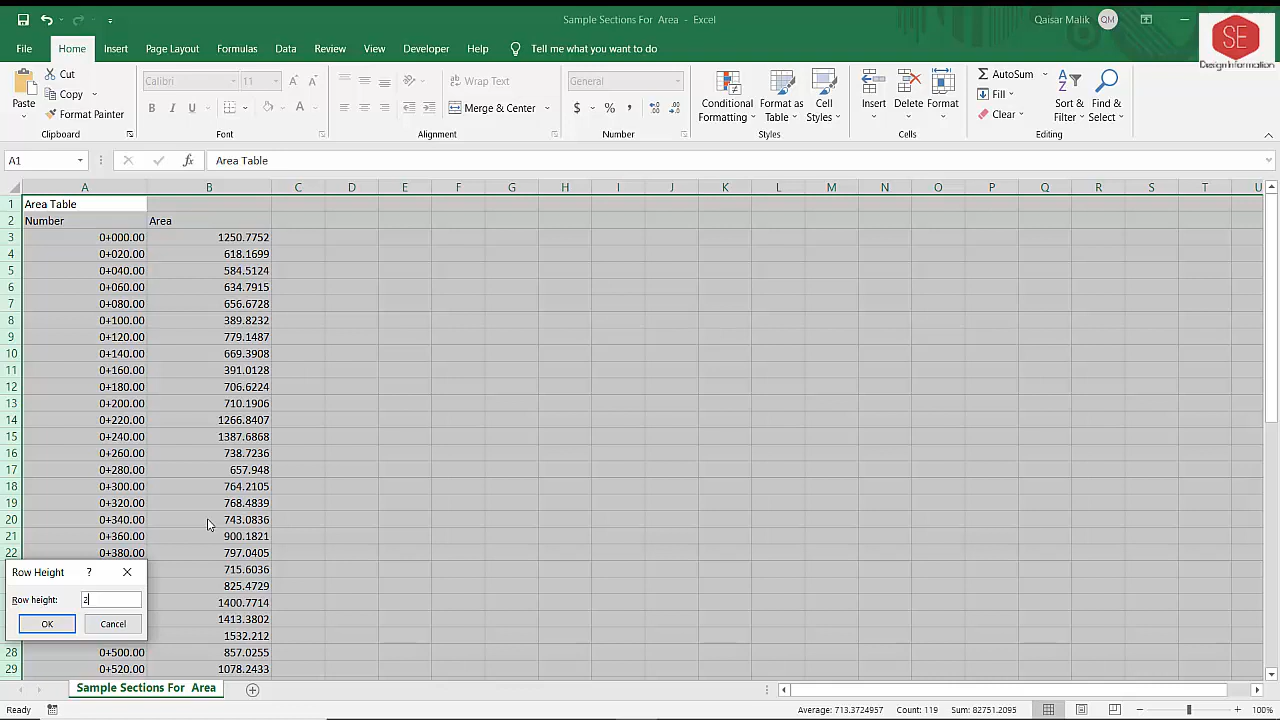 Sample Sections For Area - Excel
Qaisar Malik QM
SE
Design Information
File Home Insert Page Layout Formulas Data Review View Developer Help Tell me what you want to do
Paste
Cut
Copy
Format Painter
Clipboard
Calibri 11
B I U A
Font
Wrap Text
Merge & Center
Alignment
General
$ % ,
Number
Conditional Formatting
Format as Table
Cell Styles
Styles
Insert
Delete
Format
Cells
AutoSum
Fill
Clear
Sort & Filter
Find & Select
Editing
A1 fx Area Table
A B C D E F G H I J K L M N O P Q R S T U
1 Area Table
2 Number Area
3 0+000.00 1250.7752
4 0+020.00 618.1699
5 0+040.00 584.5124
6 0+060.00 634.7915
7 0+080.00 656.6728
8 0+100.00 389.8232
9 0+120.00 779.1487
10 0+140.00 669.3908
11 0+160.00 391.0128
12 0+180.00 706.6224
13 0+200.00 710.1906
14 0+220.00 1266.8407
15 0+240.00 1387.6868
16 0+260.00 738.7236
17 0+280.00 657.948
18 0+300.00 764.2105
19 0+320.00 768.4839
20 0+340.00 743.0836
21 0+360.00 900.1821
22 0+380.00 797.0405
715.6036
825.4729
1400.7714
1413.3802
1532.212
28 0+500.00 857.0255
29 0+520.00 1078.2433
Row Height ?
Row height: 2
OK Cancel
Sample Sections For Area
Ready Average: 713.3724957 Count: 119 Sum: 82751.2095 100%